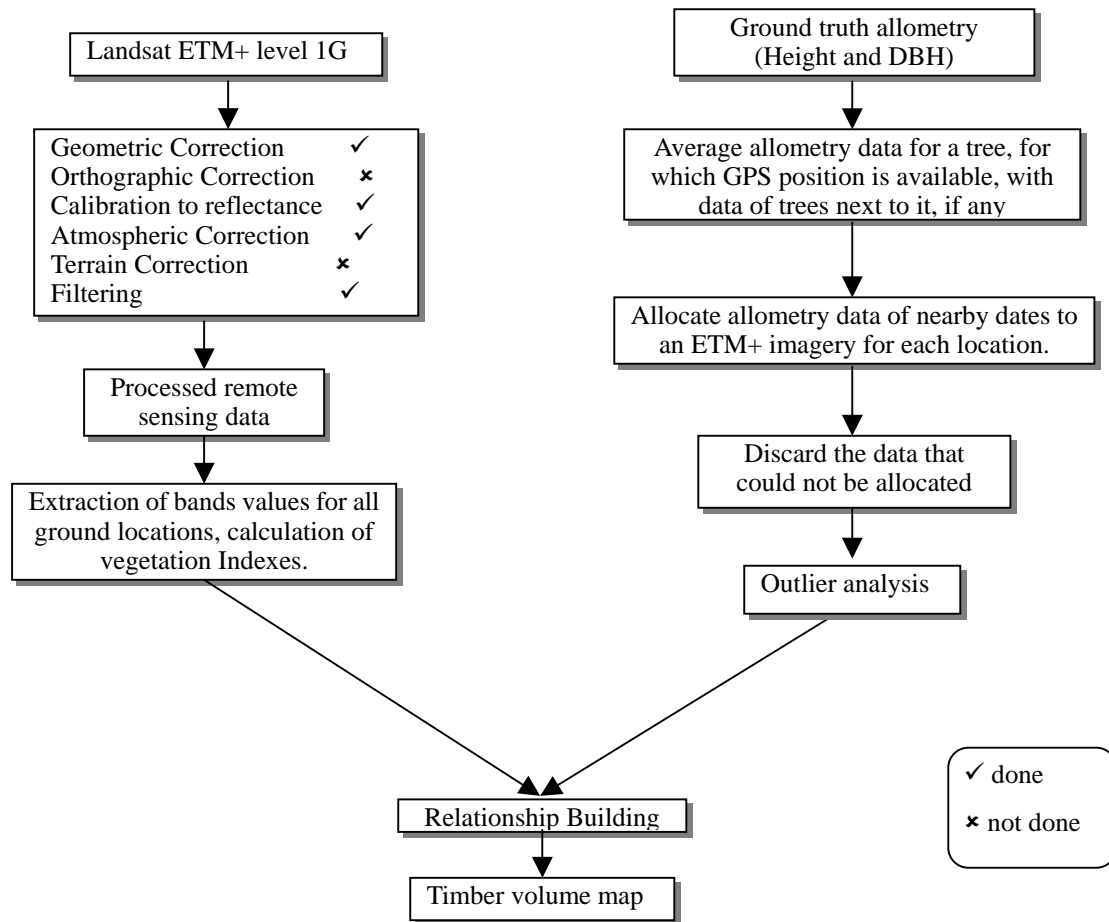 Landsat ETM+ level 1G
Geometric Correction ✓
Orthographic Correction ✗
Calibration to reflectance ✓
Atmospheric Correction ✓
Terrain Correction ✗
Filtering ✓
Processed remote
sensing data
Extraction of bands values for all
ground locations, calculation of
vegetation Indexes.
Ground truth allometry
(Height and DBH)
Average allometry data for a tree, for
which GPS position is available, with
data of trees next to it, if any
Allocate allometry data of nearby dates to
an ETM+ imagery for each location.
Discard the data that
could not be allocated
Outlier analysis
Relationship Building
Timber volume map
✓ done
✗ not done